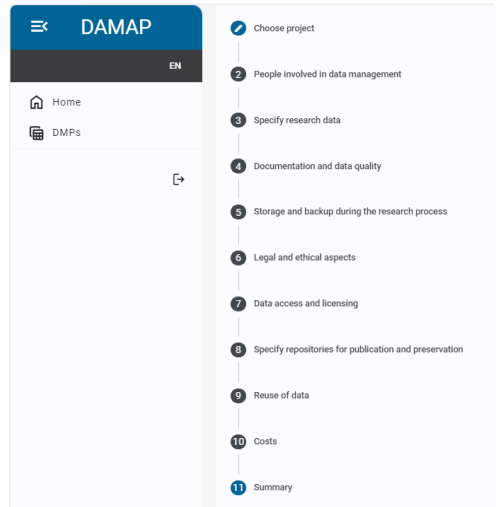 DAMAP
EN
Home
DMPs
Choose project
2 People involved in data management
3 Specify research data
4 Documentation and data quality
5 Storage and backup during the research process
6 Legal and ethical aspects
7 Data access and licensing
8 Specify repositories for publication and preservation
9 Reuse of data
10 Costs
11 Summary